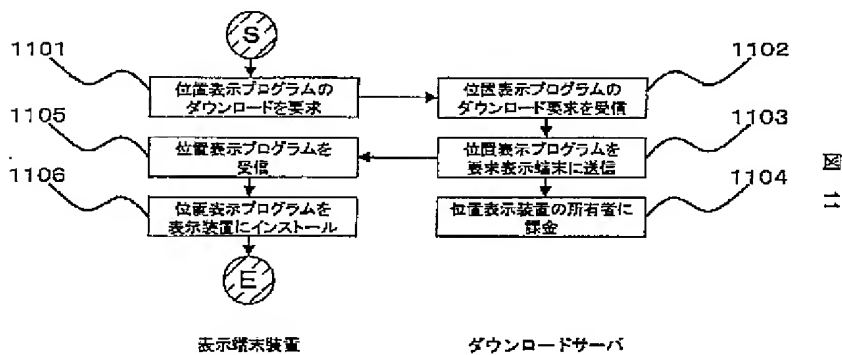 S
1101
位置表示プログラムの
ダウンロードを要求
1102
位置表示プログラムの
ダウンロード要求を受信
1105
位置表示プログラムを
受信
1103
位置表示プログラムを
要求表示端末に送信
1106
位置表示プログラムを
表示装置にインストール
1104
位置表示装置の所有者に
課金
E
表示端末装置
ダウンロードサーバ
図11